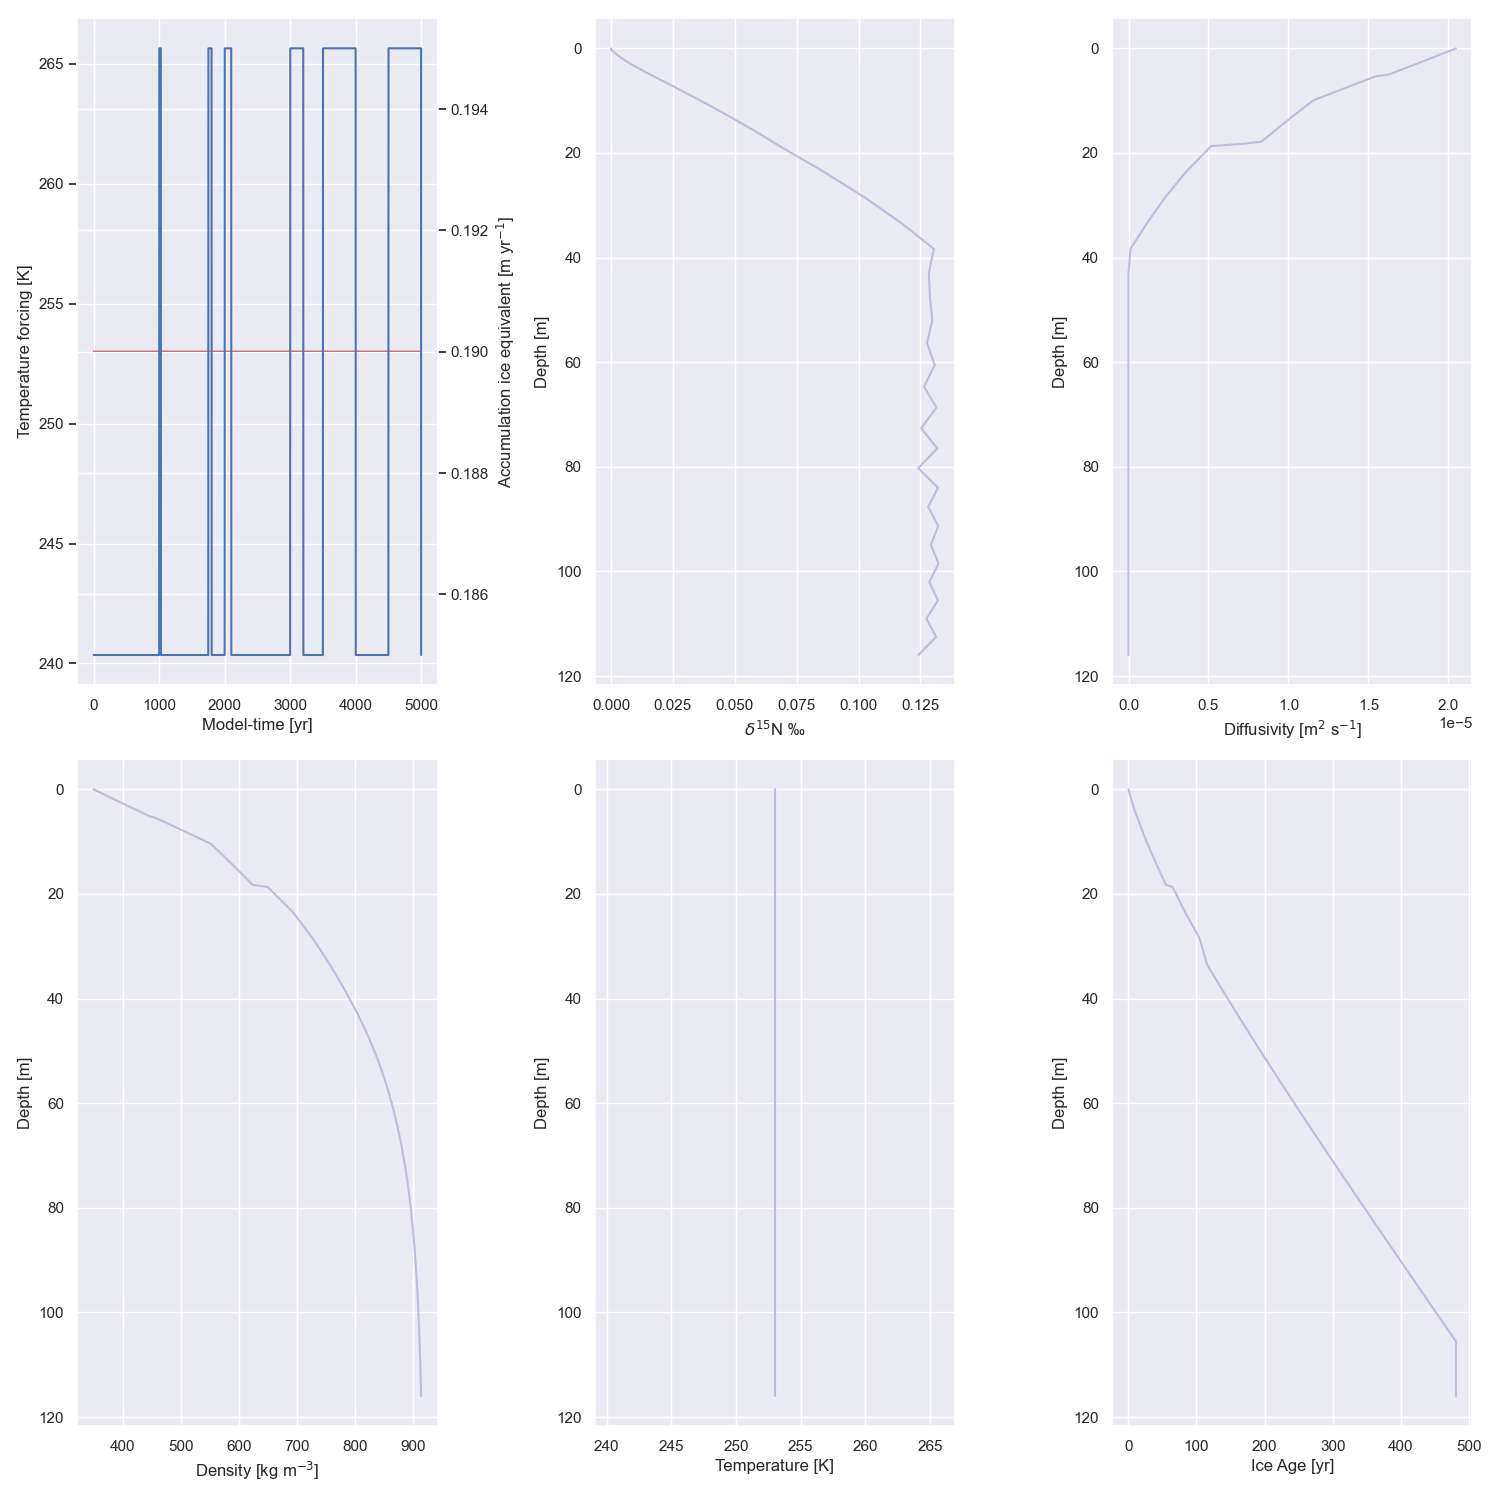 265
260
255
250
245
240
Temperature forcing [K]
0.194
0.192
0.190
0.188
0.186
Accumulation ice equivalent [m yr⁻¹]
0 1000 2000 3000 4000 5000
Model-time [yr]
0
20
40
60
80
100
120
Depth [m]
0.000 0.025 0.050 0.075 0.100 0.125
δ¹⁵N ‰
0
20
40
60
80
100
120
Depth [m]
0.0 0.5 1.0 1.5 2.0
1e−5
Diffusivity [m² s⁻¹]
0
20
40
60
80
100
120
Depth [m]
400 500 600 700 800 900
Density [kg m⁻³]
0
20
40
60
80
100
120
Depth [m]
240 245 250 255 260 265
Temperature [K]
0
20
40
60
80
100
120
Depth [m]
0 100 200 300 400 500
Ice Age [yr]